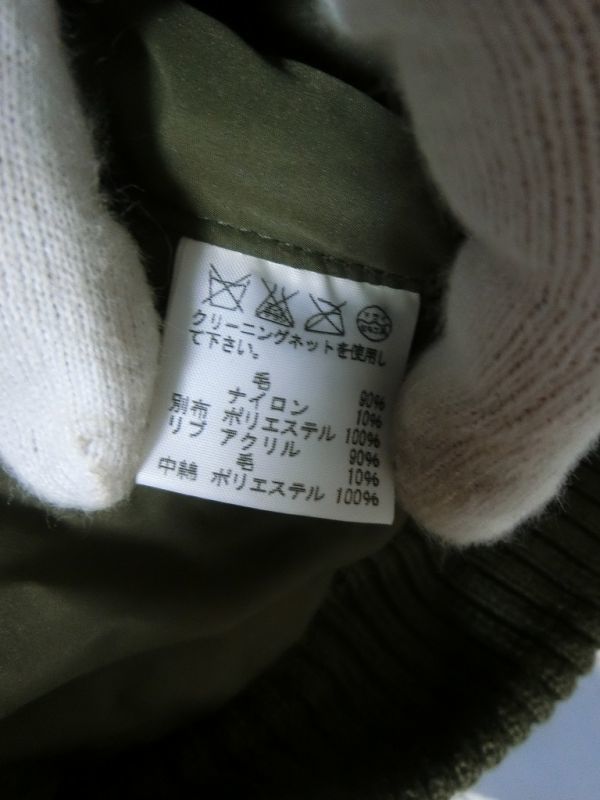 クリーニングネットを使用し
て下さい。
毛 90%
ナイロン 10%
別布 ポリエステル 100%
リブ アクリル 90%
毛 10%
中綿 ポリエステル 100%